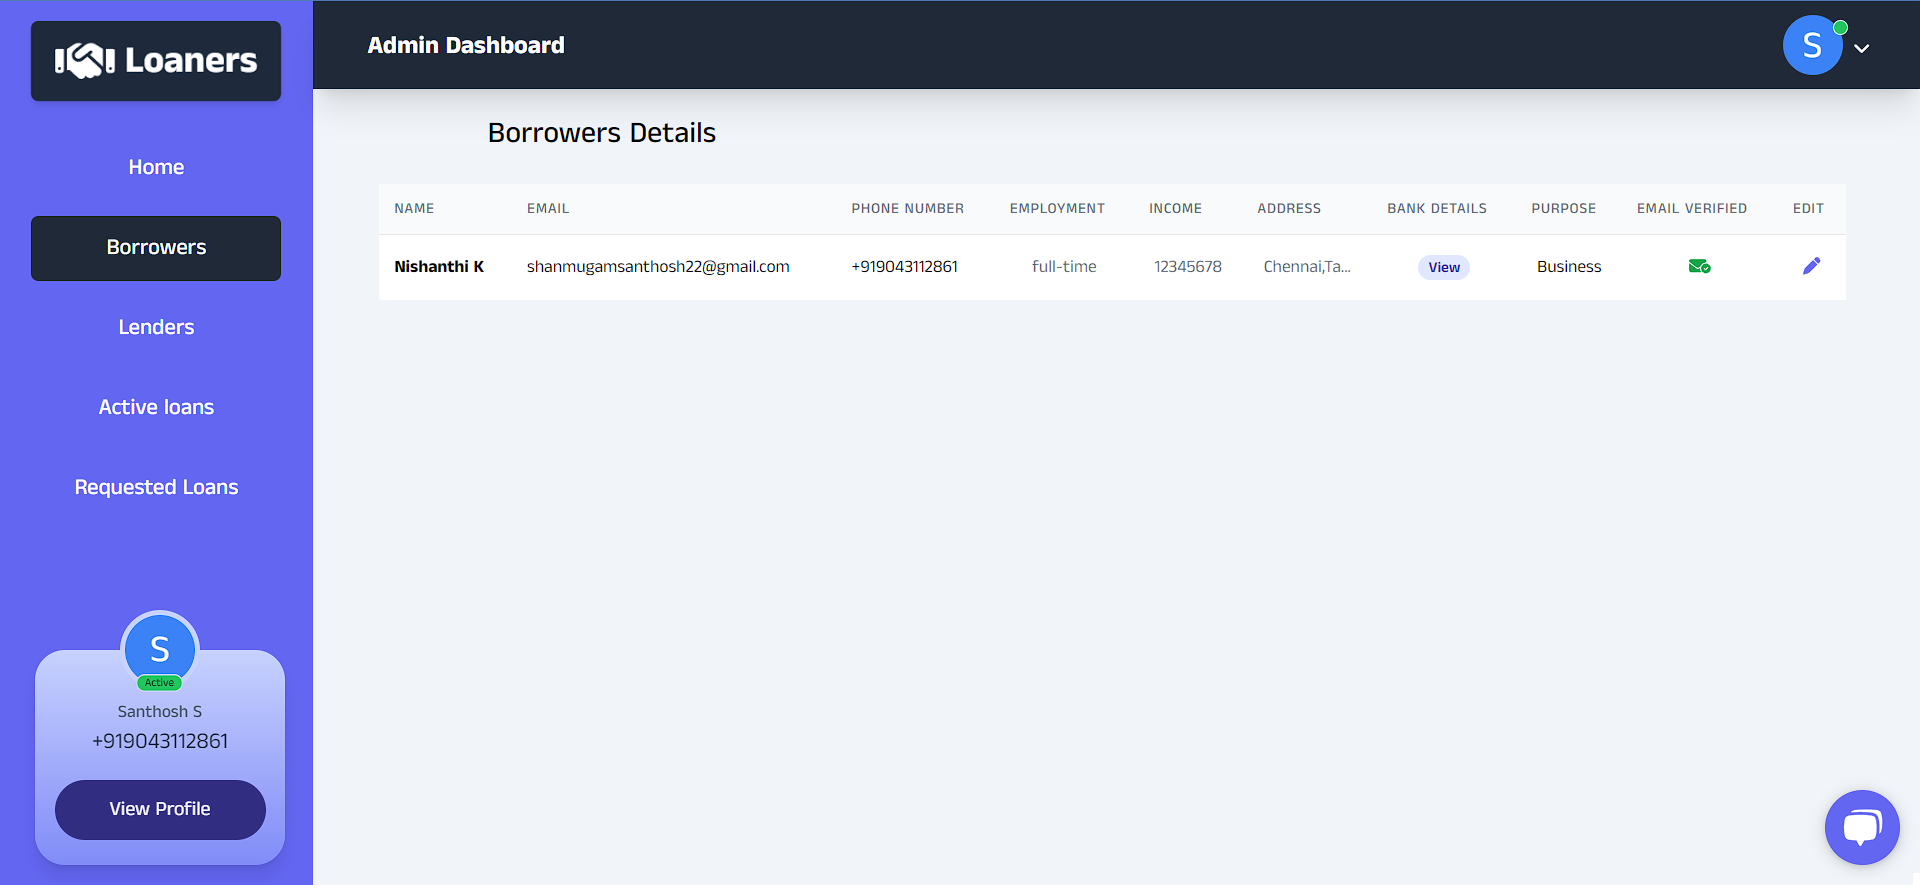 Loaners
Admin Dashboard
S
Home
Borrowers
Lenders
Active loans
Requested Loans
S
Active
Santhosh S
+919043112861
View Profile
Borrowers Details
NAME EMAIL PHONE NUMBER EMPLOYMENT INCOME ADDRESS BANK DETAILS PURPOSE EMAIL VERIFIED EDIT
Nishanthi K shanmugamsanthosh22@gmail.com +919043112861 full-time 12345678 Chennai,Ta... View Business